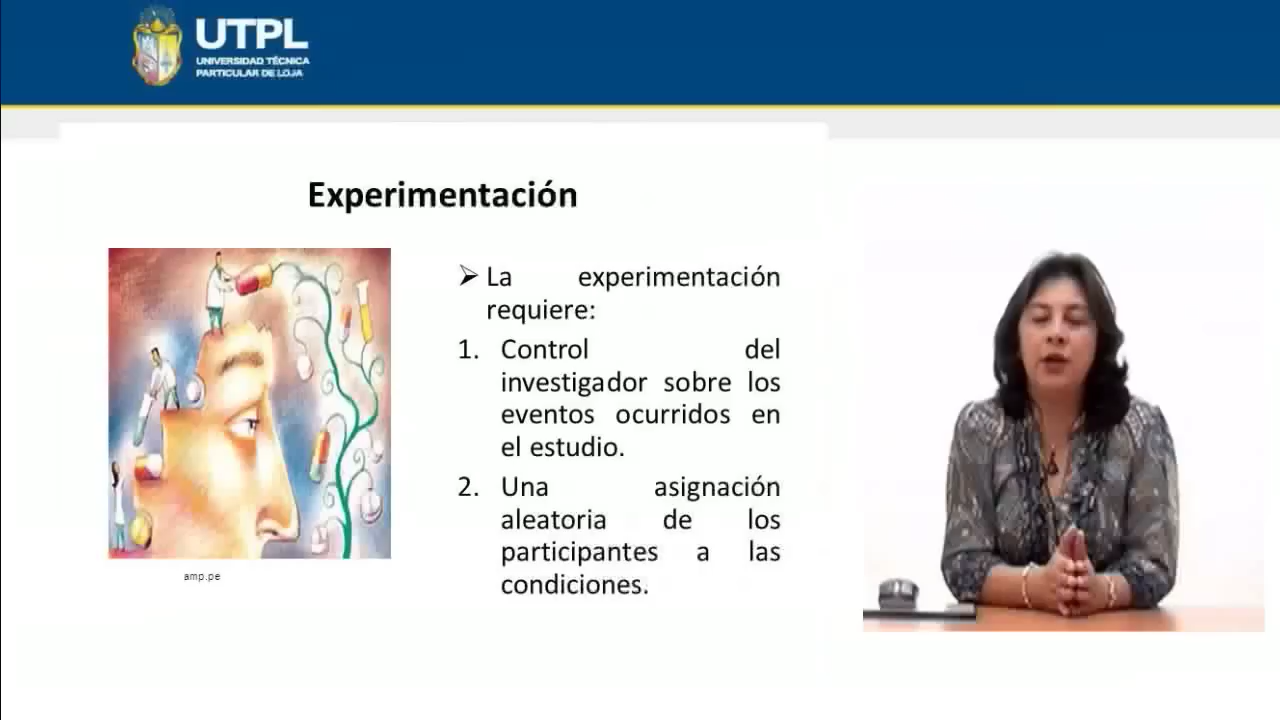 UTPL
UNIVERSIDAD TÉCNICA
PARTICULAR DE LOJA
Experimentación
➢ La experimentación
requiere:
1. Control del
investigador sobre los
eventos ocurridos en
el estudio.
2. Una asignación
aleatoria de los
participantes a las
condiciones.
amp.pe